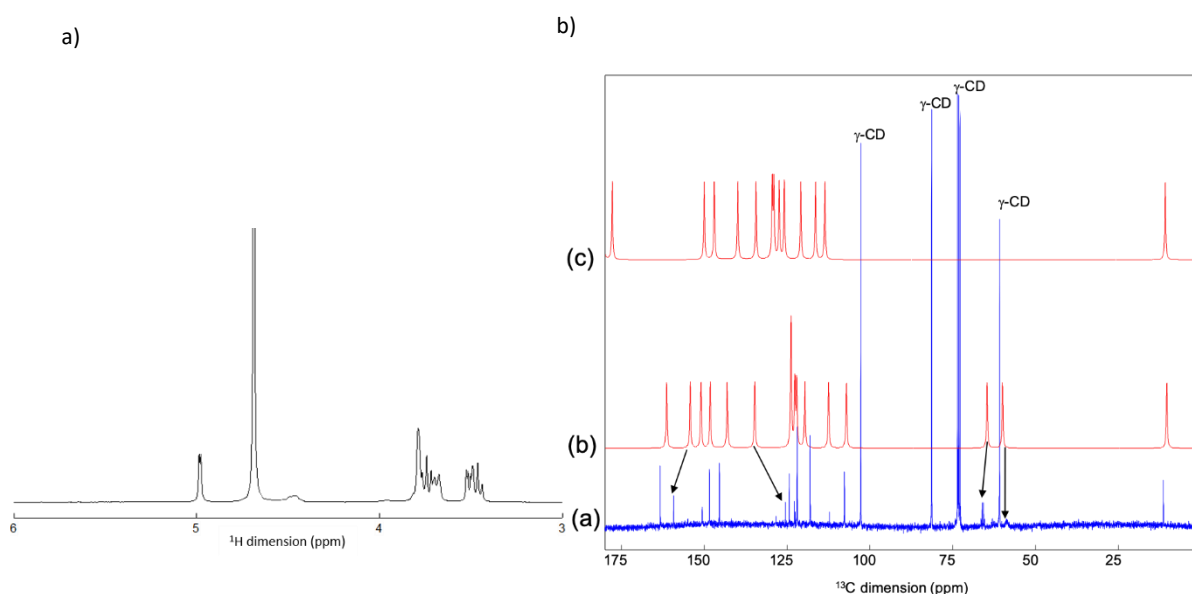 a)
6 5 4 3
¹H dimension (ppm)
b)
γ-CD
γ-CD
γ-CD
γ-CD
(c)
(b)
(a)
175 150 125 100 75 50 25
¹³C dimension (ppm)